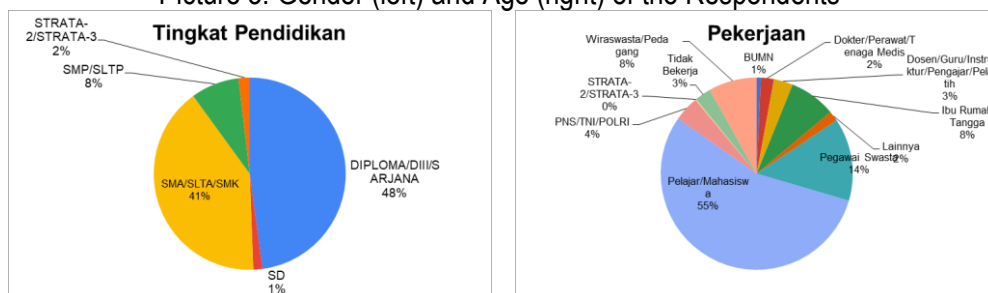 Picture 3. Gender (left) and Age (right) of the Respondents
Tingkat Pendidikan
STRATA-
2/STRATA-3
2%
SMP/SLTP
8%
SMA/SLTA/SMK
41%
DIPLOMA/DIII/S
ARJANA
48%
SD
1%
Pekerjaan
Wiraswasta/Peda
gang
8%
Tidak
Bekerja
3%
STRATA-
2/STRATA-3
0%
PNS/TNI/POLRI
4%
Pelajar/Mahasisw
a
55%
BUMN
1%
Dokter/Perawat/T
enaga Medis
2%
Dosen/Guru/Instru
ktur/Pengajar/Pela
tih
3%
Ibu Rumah
Tangga
8%
Lainnya
2%
Pegawai Swasta
14%